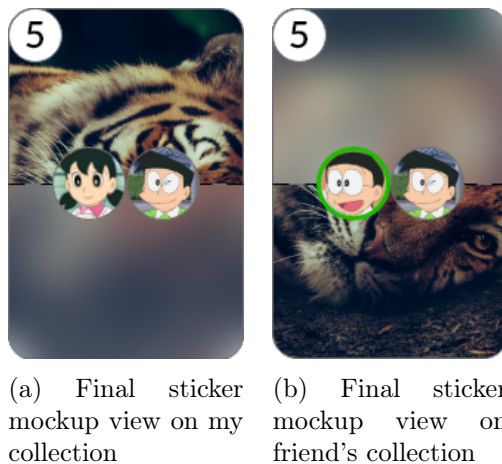 5
5
(a) Final sticker
mockup view on my
collection
(b) Final sticker
mockup view on
friend's collection